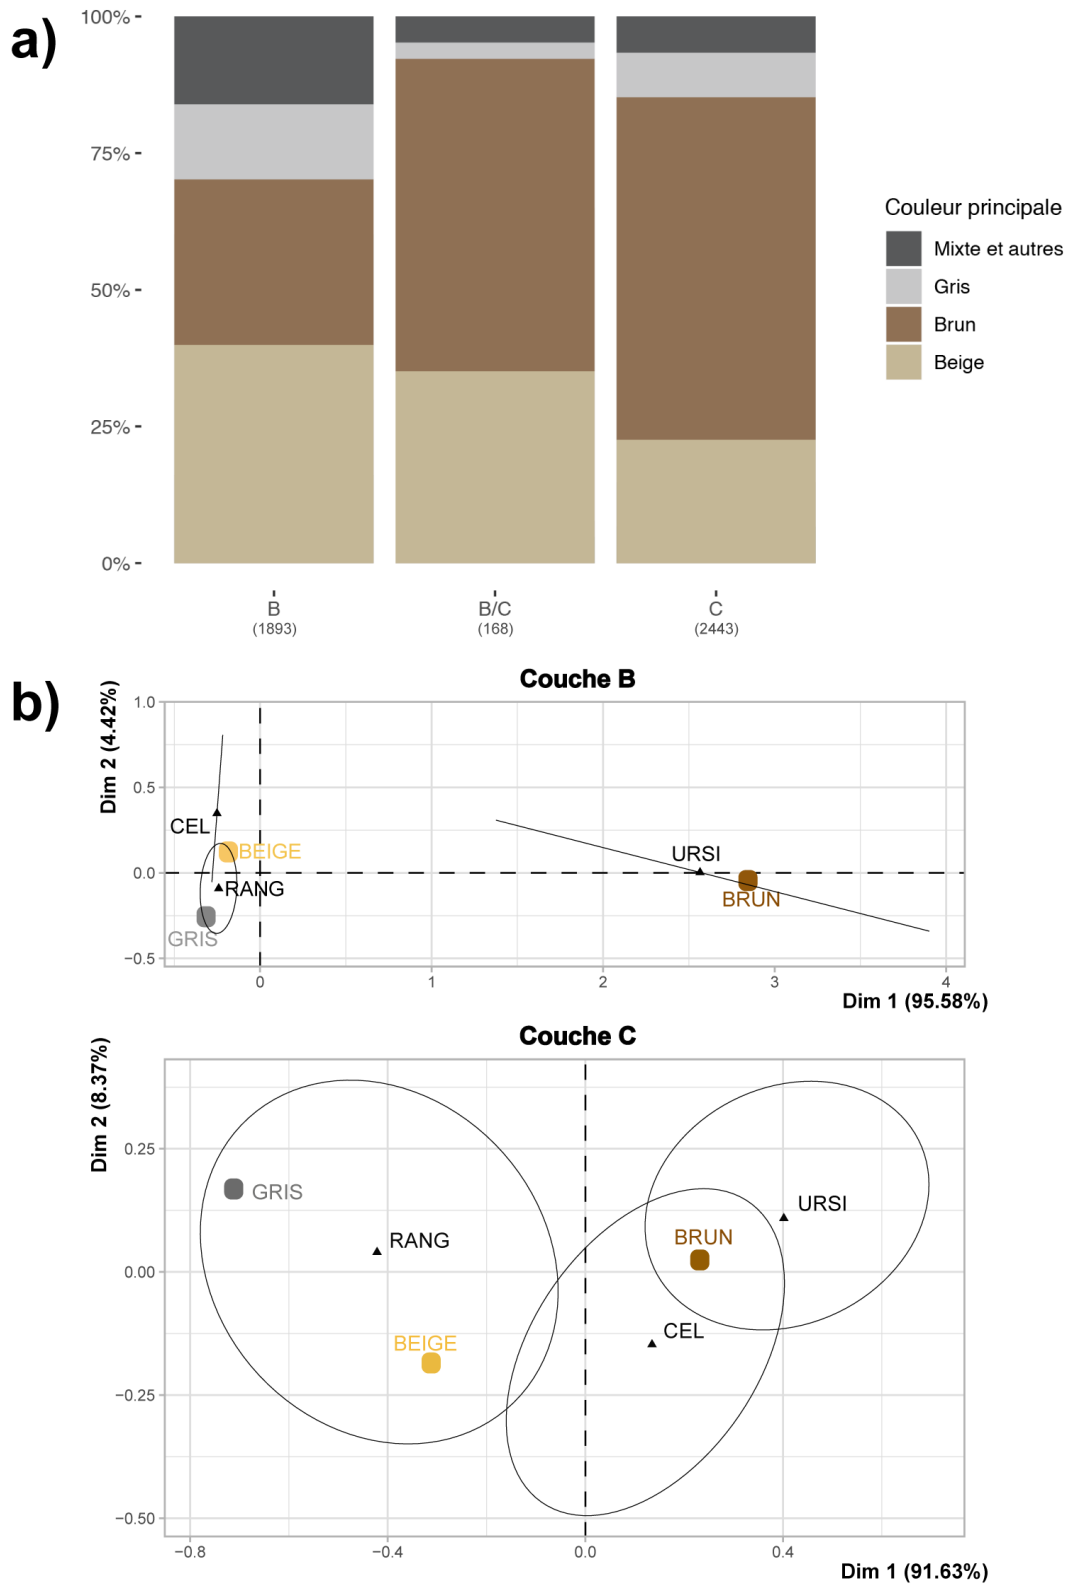 a)
100%
75%
50%
25%
0%
B
(1893)
B/C
(168)
C
(2443)
Couleur principale
Mixte et autres
Gris
Brun
Beige
b)
Couche B
Dim 2 (4.42%)
1.0
0.5
0.0
−0.5
CEL
BEIGE
RANG
GRIS
URSI
BRUN
0
1
2
3
4
Dim 1 (95.58%)
Couche C
Dim 2 (8.37%)
0.25
0.00
−0.25
−0.50
GRIS
RANG
BEIGE
URSI
BRUN
CEL
−0.8
−0.4
0.0
0.4
Dim 1 (91.63%)